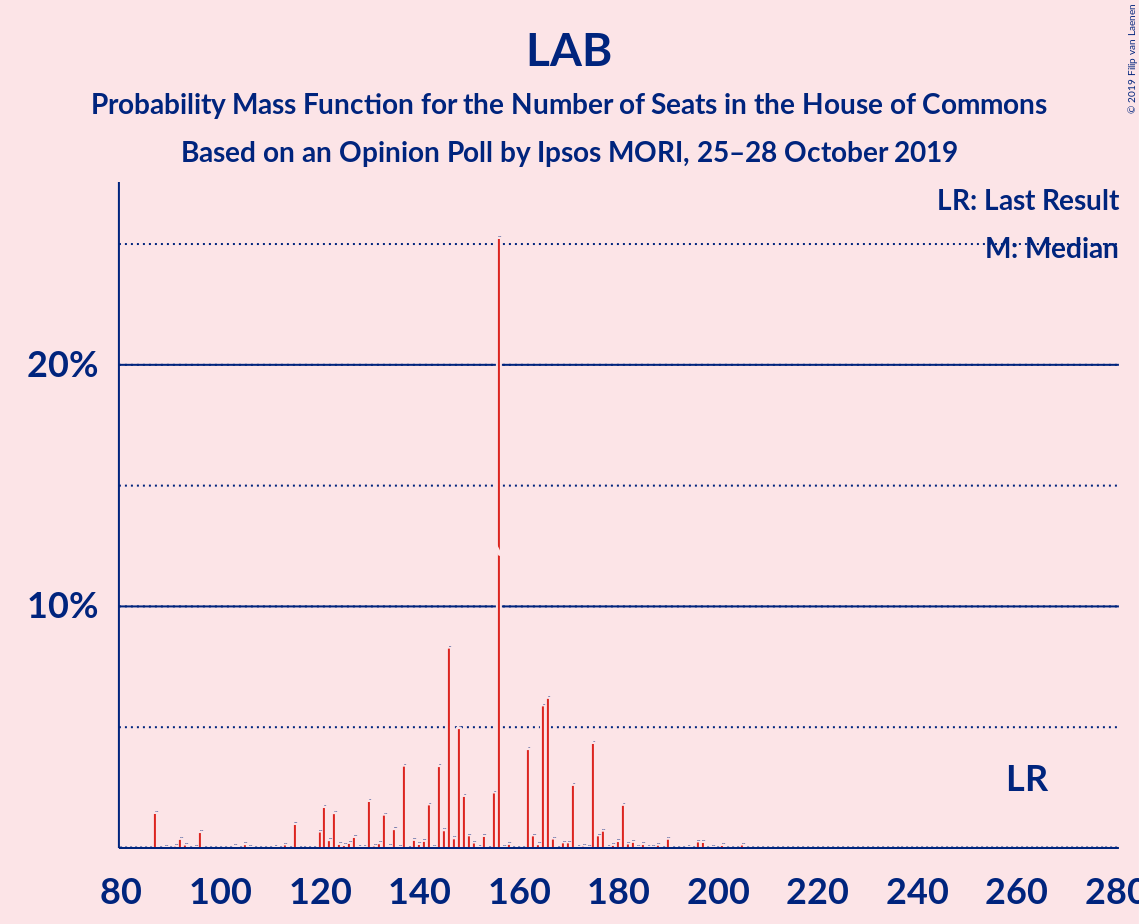 LAB
Probability Mass Function for the Number of Seats in the House of Commons
Based on an Opinion Poll by Ipsos MORI, 25–28 October 2019
© 2019 Filip van Laenen
LR: Last Result
M: Median
20%
10%
LR
80 100 120 140 160 180 200 220 240 260 280